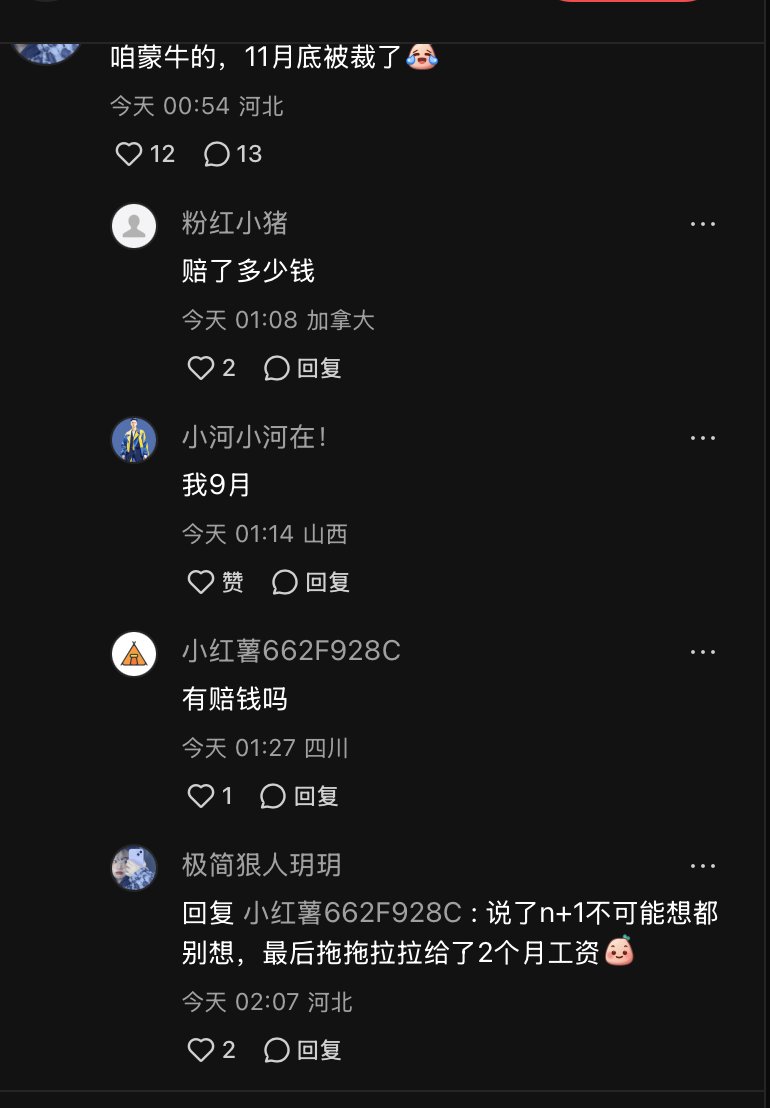 咱蒙牛的，11月底被裁了
今天 00:54 河北
12 13
粉红小猪
赔了多少钱
今天 01:08 加拿大
2 回复
小河小河在！
我9月
今天 01:14 山西
赞 回复
小红薯662F928C
有赔钱吗
今天 01:27 四川
1 回复
极简狠人玥玥
回复 小红薯662F928C : 说了n+1不可能想都
别想，最后拖拖拉拉给了2个月工资
今天 02:07 河北
2 回复